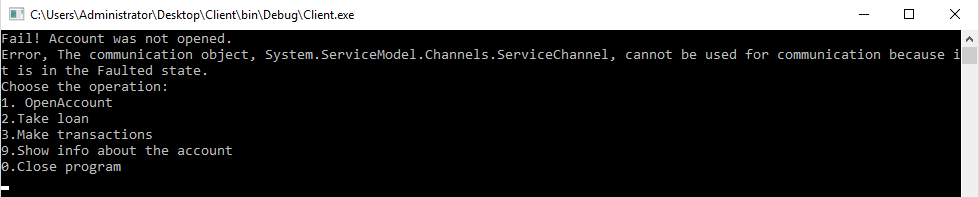 C:\Users\Administrator\Desktop\Client\bin\Debug\Client.exe
Fail! Account was not opened.
Error, The communication object, System.ServiceModel.Channels.ServiceChannel, cannot be used for communication because i
t is in the Faulted state.
Choose the operation:
1. OpenAccount
2.Take loan
3.Make transactions
9.Show info about the account
0.Close program